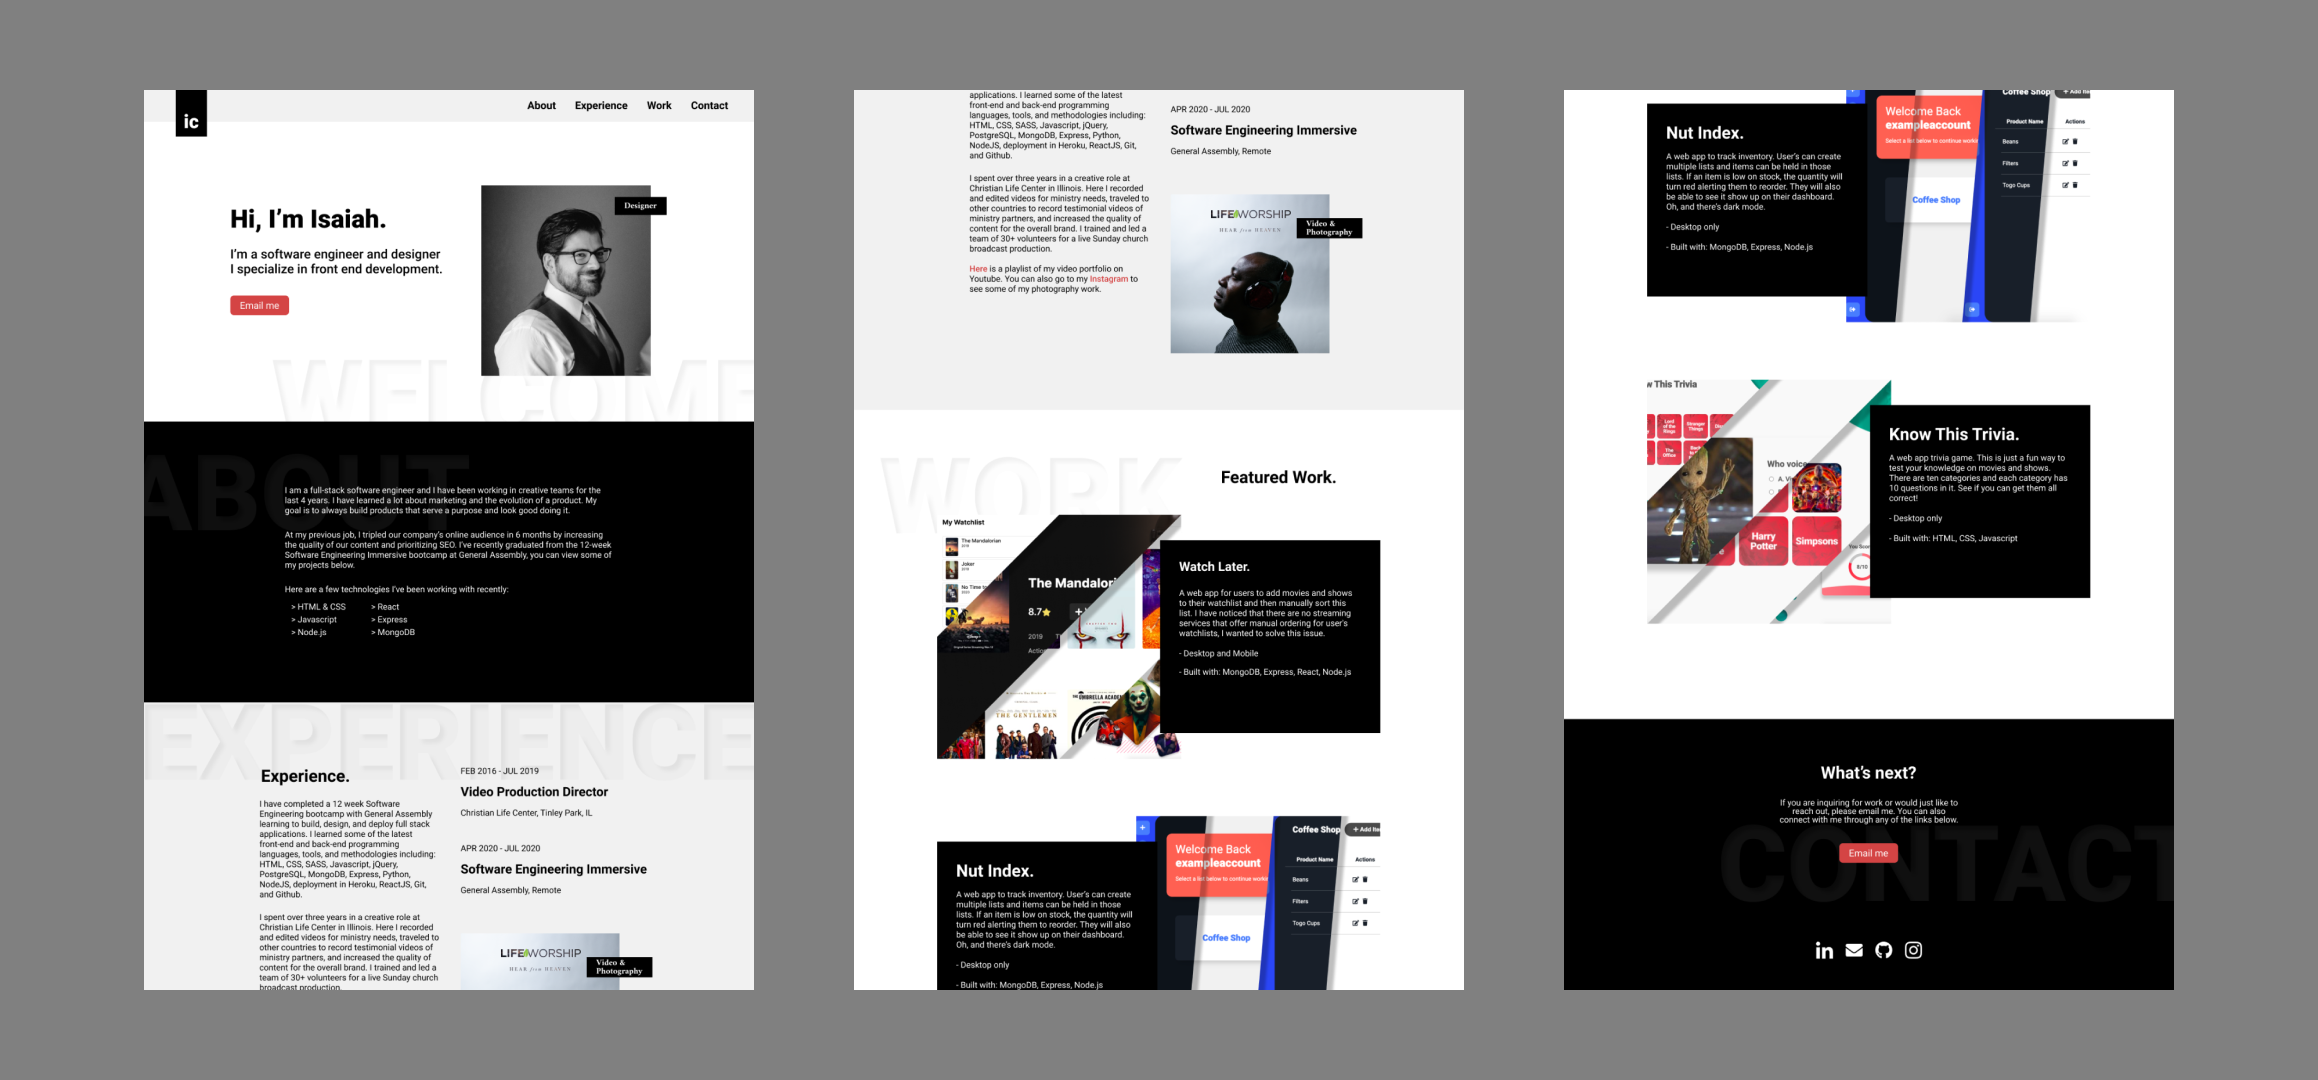 ic
About Experience Work Contact
Hi, I'm Isaiah.
I'm a software engineer and designer
I specialize in front end development.
Email me
Designer
WELCOME
ABOUT
I am a full-stack software engineer and I have been working in creative teams for the
last 4 years. I have learned a lot about marketing and the evolution of a product. My
goal is to always build products that serve a purpose and look good doing it.
At my previous job, I tripled our company's online audience in 6 months by increasing
the quality of our content and prioritizing SEO. I've recently graduated from the 12-week
Software Engineering Immersive bootcamp at General Assembly, you can view some of
my projects below.
Here are a few technologies I've been working with recently:
> HTML & CSS
> Javascript
> Node.js
> React
> Express
> MongoDB
EXPERIENCE
Experience.
I have completed a 12 week Software
Engineering bootcamp with General Assembly
learning to build, design, and deploy full stack
applications. I learned some of the latest
front-end and back-end programming
languages, tools, and methodologies including:
HTML, CSS, SASS, Javascript, jQuery,
PostgreSQL, MongoDB, Express, Python,
NodeJS, deployment in Heroku, ReactJS, Git,
and Github.
I spent over three years in a creative role at
Christian Life Center in Illinois. Here I recorded
and edited videos for ministry needs, traveled to
other countries to record testimonial videos of
ministry partners, and increased the quality of
content for the overall brand. I trained and led a
team of 30+ volunteers for a live Sunday church
broadcast production.
FEB 2016 - JUL 2019
Video Production Director
Christian Life Center, Tinley Park, IL
APR 2020 - JUL 2020
Software Engineering Immersive
General Assembly, Remote
LIFE WORSHIP
HEAR from HEAVEN
Video &
Photography
applications. I learned some of the latest
front-end and back-end programming
languages, tools, and methodologies including:
HTML, CSS, SASS, Javascript, jQuery,
PostgreSQL, MongoDB, Express, Python,
NodeJS, deployment in Heroku, ReactJS, Git,
and Github.
I spent over three years in a creative role at
Christian Life Center in Illinois. Here I recorded
and edited videos for ministry needs, traveled to
other countries to record testimonial videos of
ministry partners, and increased the quality of
content for the overall brand. I trained and led a
team of 30+ volunteers for a live Sunday church
broadcast production.
Here is a playlist of my video portfolio on
Youtube. You can also go to my Instagram to
see some of my photography work.
APR 2020 - JUL 2020
Software Engineering Immersive
General Assembly, Remote
LIFE WORSHIP
HEAR from HEAVEN
Video &
Photography
WORK
Featured Work.
My Watchlist
The Mandalorian
2019
Joker
2019
No Time to
2020
The Mandalor
8.7
2019
Actio
Disney+
THE GENTLEMEN
THE UMBRELLA ACADE
Watch Later.
A web app for users to add movies and shows
to their watchlist and then manually sort this
list. I have noticed that there are no streaming
services that offer manual ordering for user's
watchlists, I wanted to solve this issue.
- Desktop and Mobile
- Built with: MongoDB, Express, React, Node.js
Nut Index.
A web app to track inventory. User's can create
multiple lists and items can be held in those
lists. If an item is low on stock, the quantity will
turn red alerting them to reorder. They will also
be able to see it show up on their dashboard.
Oh, and there's dark mode.
- Desktop only
- Built with: MongoDB, Express, Node.js
Welcome Back
exampleaccount
Select a list below to continue workin
Coffee Shop
Coffee Shop
+ Add Ite
Product Name Actions
Beans
Filters
Togo Cups
Nut Index.
A web app to track inventory. User's can create
multiple lists and items can be held in those
lists. If an item is low on stock, the quantity will
turn red alerting them to reorder. They will also
be able to see it show up on their dashboard.
Oh, and there's dark mode.
- Desktop only
- Built with: MongoDB, Express, Node.js
Welcome Back
exampleaccount
Select a list below to continue workin
Coffee Shop
Coffee Shop
+ Add Ite
Product Name Actions
Beans
Filters
Togo Cups
w This Trivia
Lord
of the
Rings
Stranger
Things
The
Office
Who voice
A. Vi
Harry
Potter
Simpsons
You Scor
8/10
Know This Trivia.
A web app trivia game. This is just a fun way to
test your knowledge on movies and shows.
There are ten categories and each category has
10 questions in it. See if you can get them all
correct!
- Desktop only
- Built with: HTML, CSS, Javascript
What's next?
If you are inquiring for work or would just like to
reach out, please email me. You can also
connect with me through any of the links below.
CONTACT
Email me
in